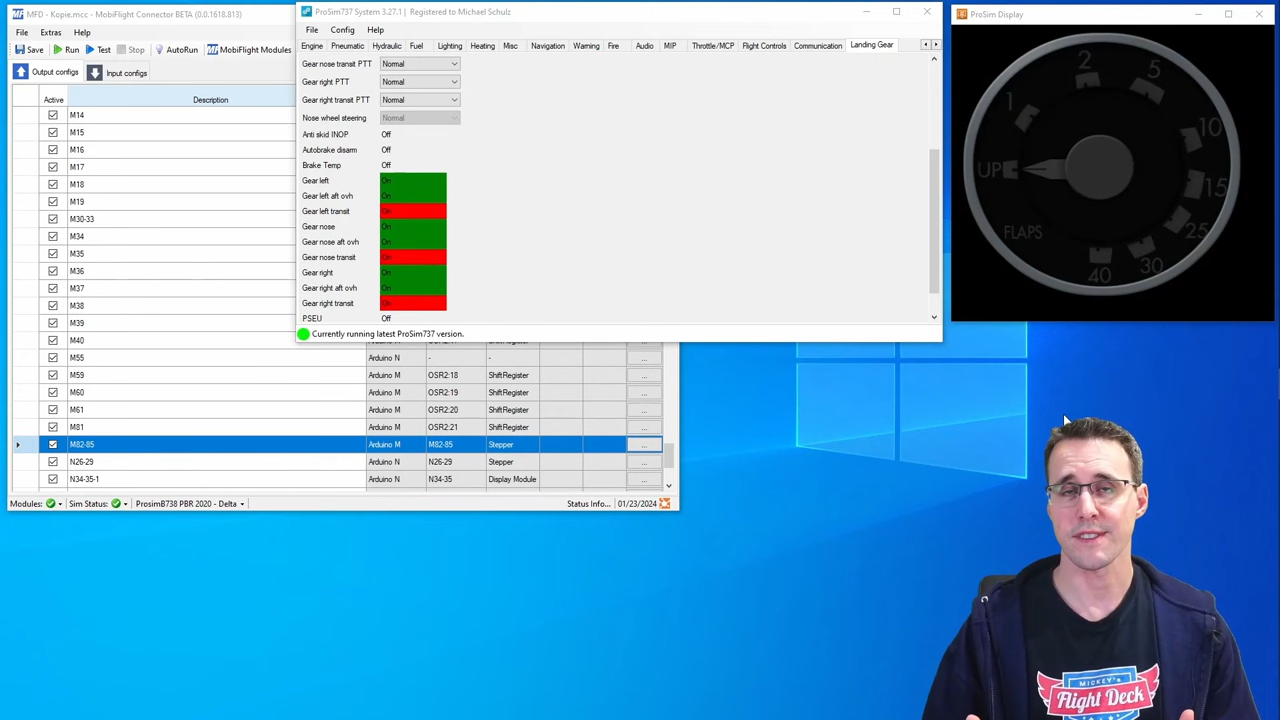 MFD - Kopie.mcc - MobiFlight Connector BETA (0.0.1618.813)
File Extras Help
Save Run Test Stop AutoRun MobiFlight Modules
Output configs Input configs
Active Description
M14
M15
M16
M17
M18
M19
M30-33
M34
M35
M36
M37
M38
M39
M40
M55 Arduino N - -
M59 Arduino M OSR2:18 ShiftRegister ...
M60 Arduino M OSR2:19 ShiftRegister ...
M61 Arduino M OSR2:20 ShiftRegister ...
M81 Arduino M OSR2:21 ShiftRegister ...
M82-85 Arduino M M82-85 Stepper ...
N26-29 Arduino N N26-29 Stepper ...
N34-35-1 Arduino N N34-35 Display Module ...
Modules: Sim Status: ProsimB738 PBR 2020 - Delta Status Info... 01/23/2024
ProSim737 System 3.27.1 | Registered to Michael Schulz
File Config Help
Engine Pneumatic Hydraulic Fuel Lighting Heating Misc Navigation Warning Fire Audio MIP Throttle/MCP Flight Controls Communication Landing Gear
Gear nose transit PTT Normal
Gear right PTT Normal
Gear right transit PTT Normal
Nose wheel steering Normal
Anti skid INOP Off
Autobrake disarm Off
Brake Temp Off
Gear left On
Gear left aft ovh On
Gear left transit On
Gear nose On
Gear nose aft ovh On
Gear nose transit On
Gear right On
Gear right aft ovh On
Gear right transit On
PSEU Off
Currently running latest ProSim737 version.
ProSim Display
UP 1 2 5 10 15 25 30 40
FLAPS
MICKEY's
Flight Deck